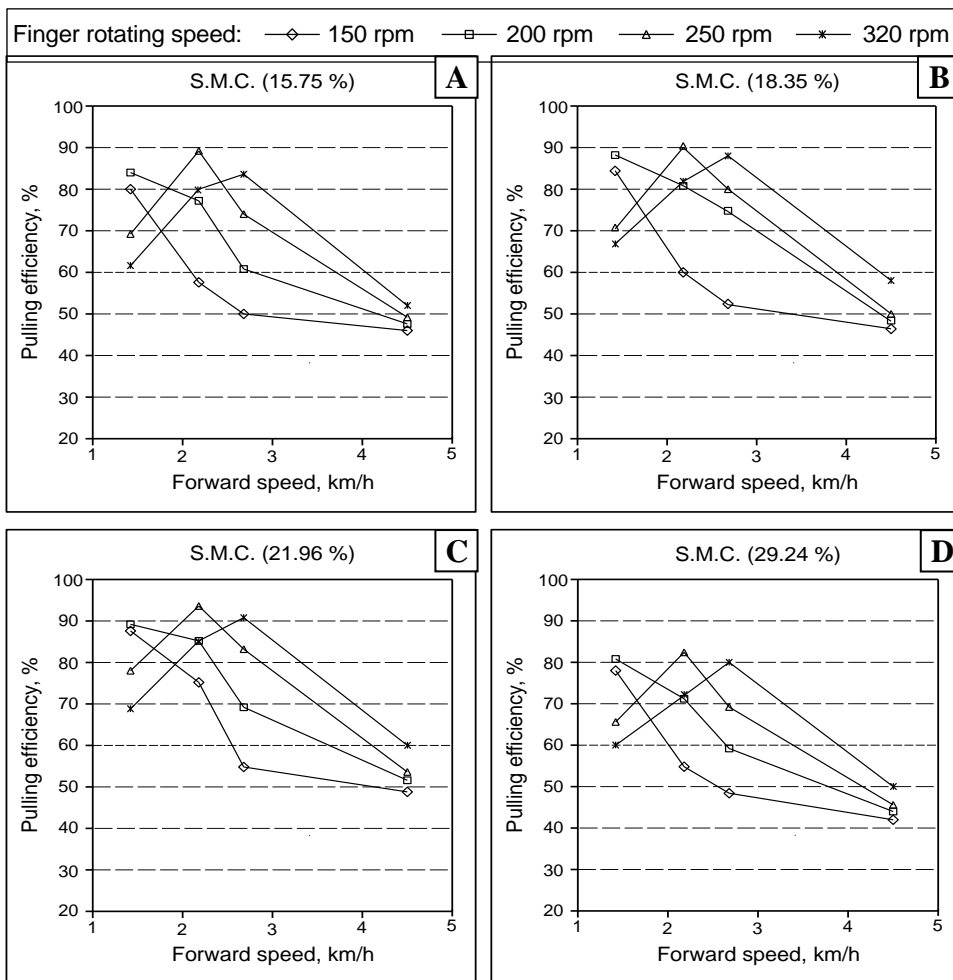 Finger rotating speed: 150 rpm 200 rpm 250 rpm 320 rpm
S.M.C. (15.75 %) A
100
90
80
70
60
50
40
30
20
Pulling efficiency, %
1 2 3 4 5
Forward speed, km/h
S.M.C. (18.35 %) B
100
90
80
70
60
50
40
30
20
Pulling efficiency, %
1 2 3 4 5
Forward speed, km/h
S.M.C. (21.96 %) C
100
90
80
70
60
50
40
30
20
Pulling efficiency, %
1 2 3 4 5
Forward speed, km/h
S.M.C. (29.24 %) D
100
90
80
70
60
50
40
30
20
Pulling efficiency, %
1 2 3 4 5
Forward speed, km/h